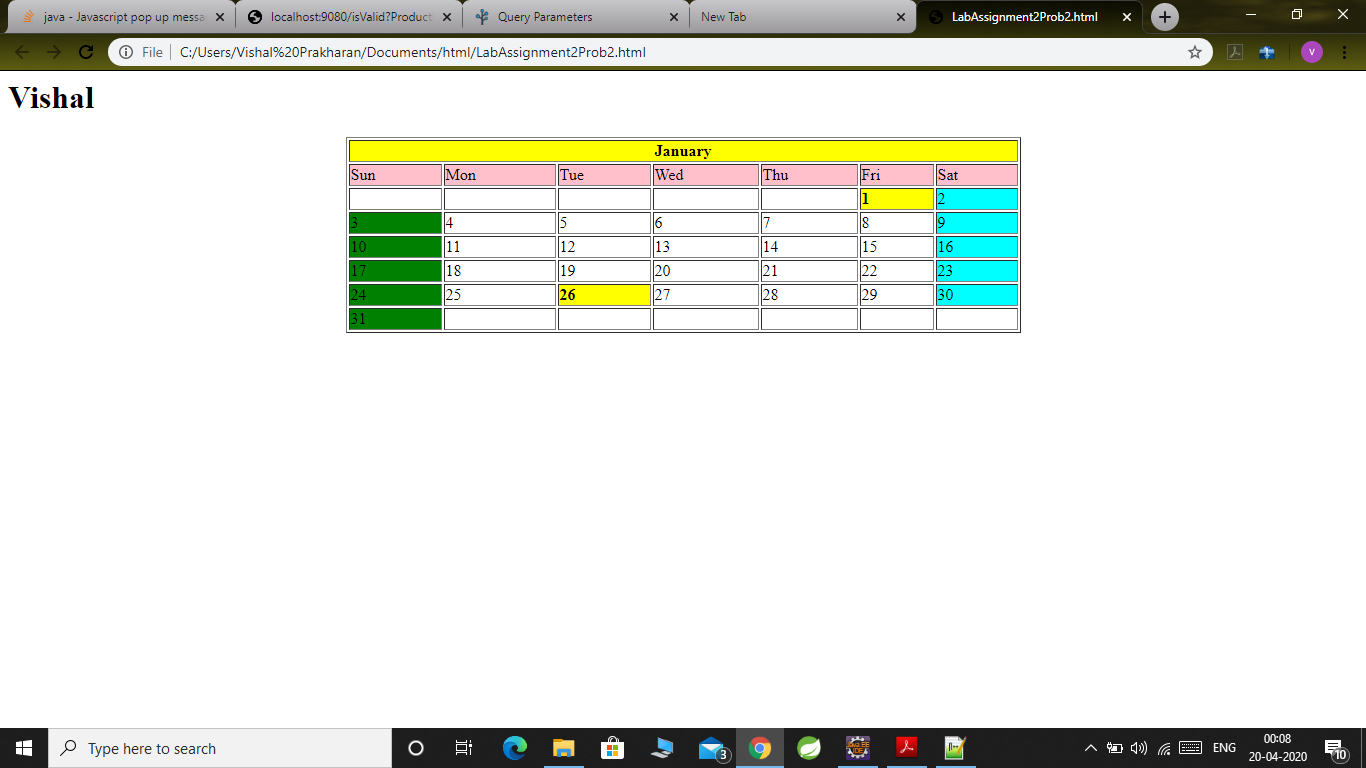 java - Javascript pop up messa
localhost:9080/isValid?Product
Query Parameters
New Tab
LabAssignment2Prob2.html
File
C:/Users/Vishal%20Prakharan/Documents/html/LabAssignment2Prob2.html
V
Vishal
January
Sun Mon Tue Wed Thu Fri Sat
1 2
3 4 5 6 7 8 9
10 11 12 13 14 15 16
17 18 19 20 21 22 23
24 25 26 27 28 29 30
31
Type here to search
3
ENG
00:08
20-04-2020
10